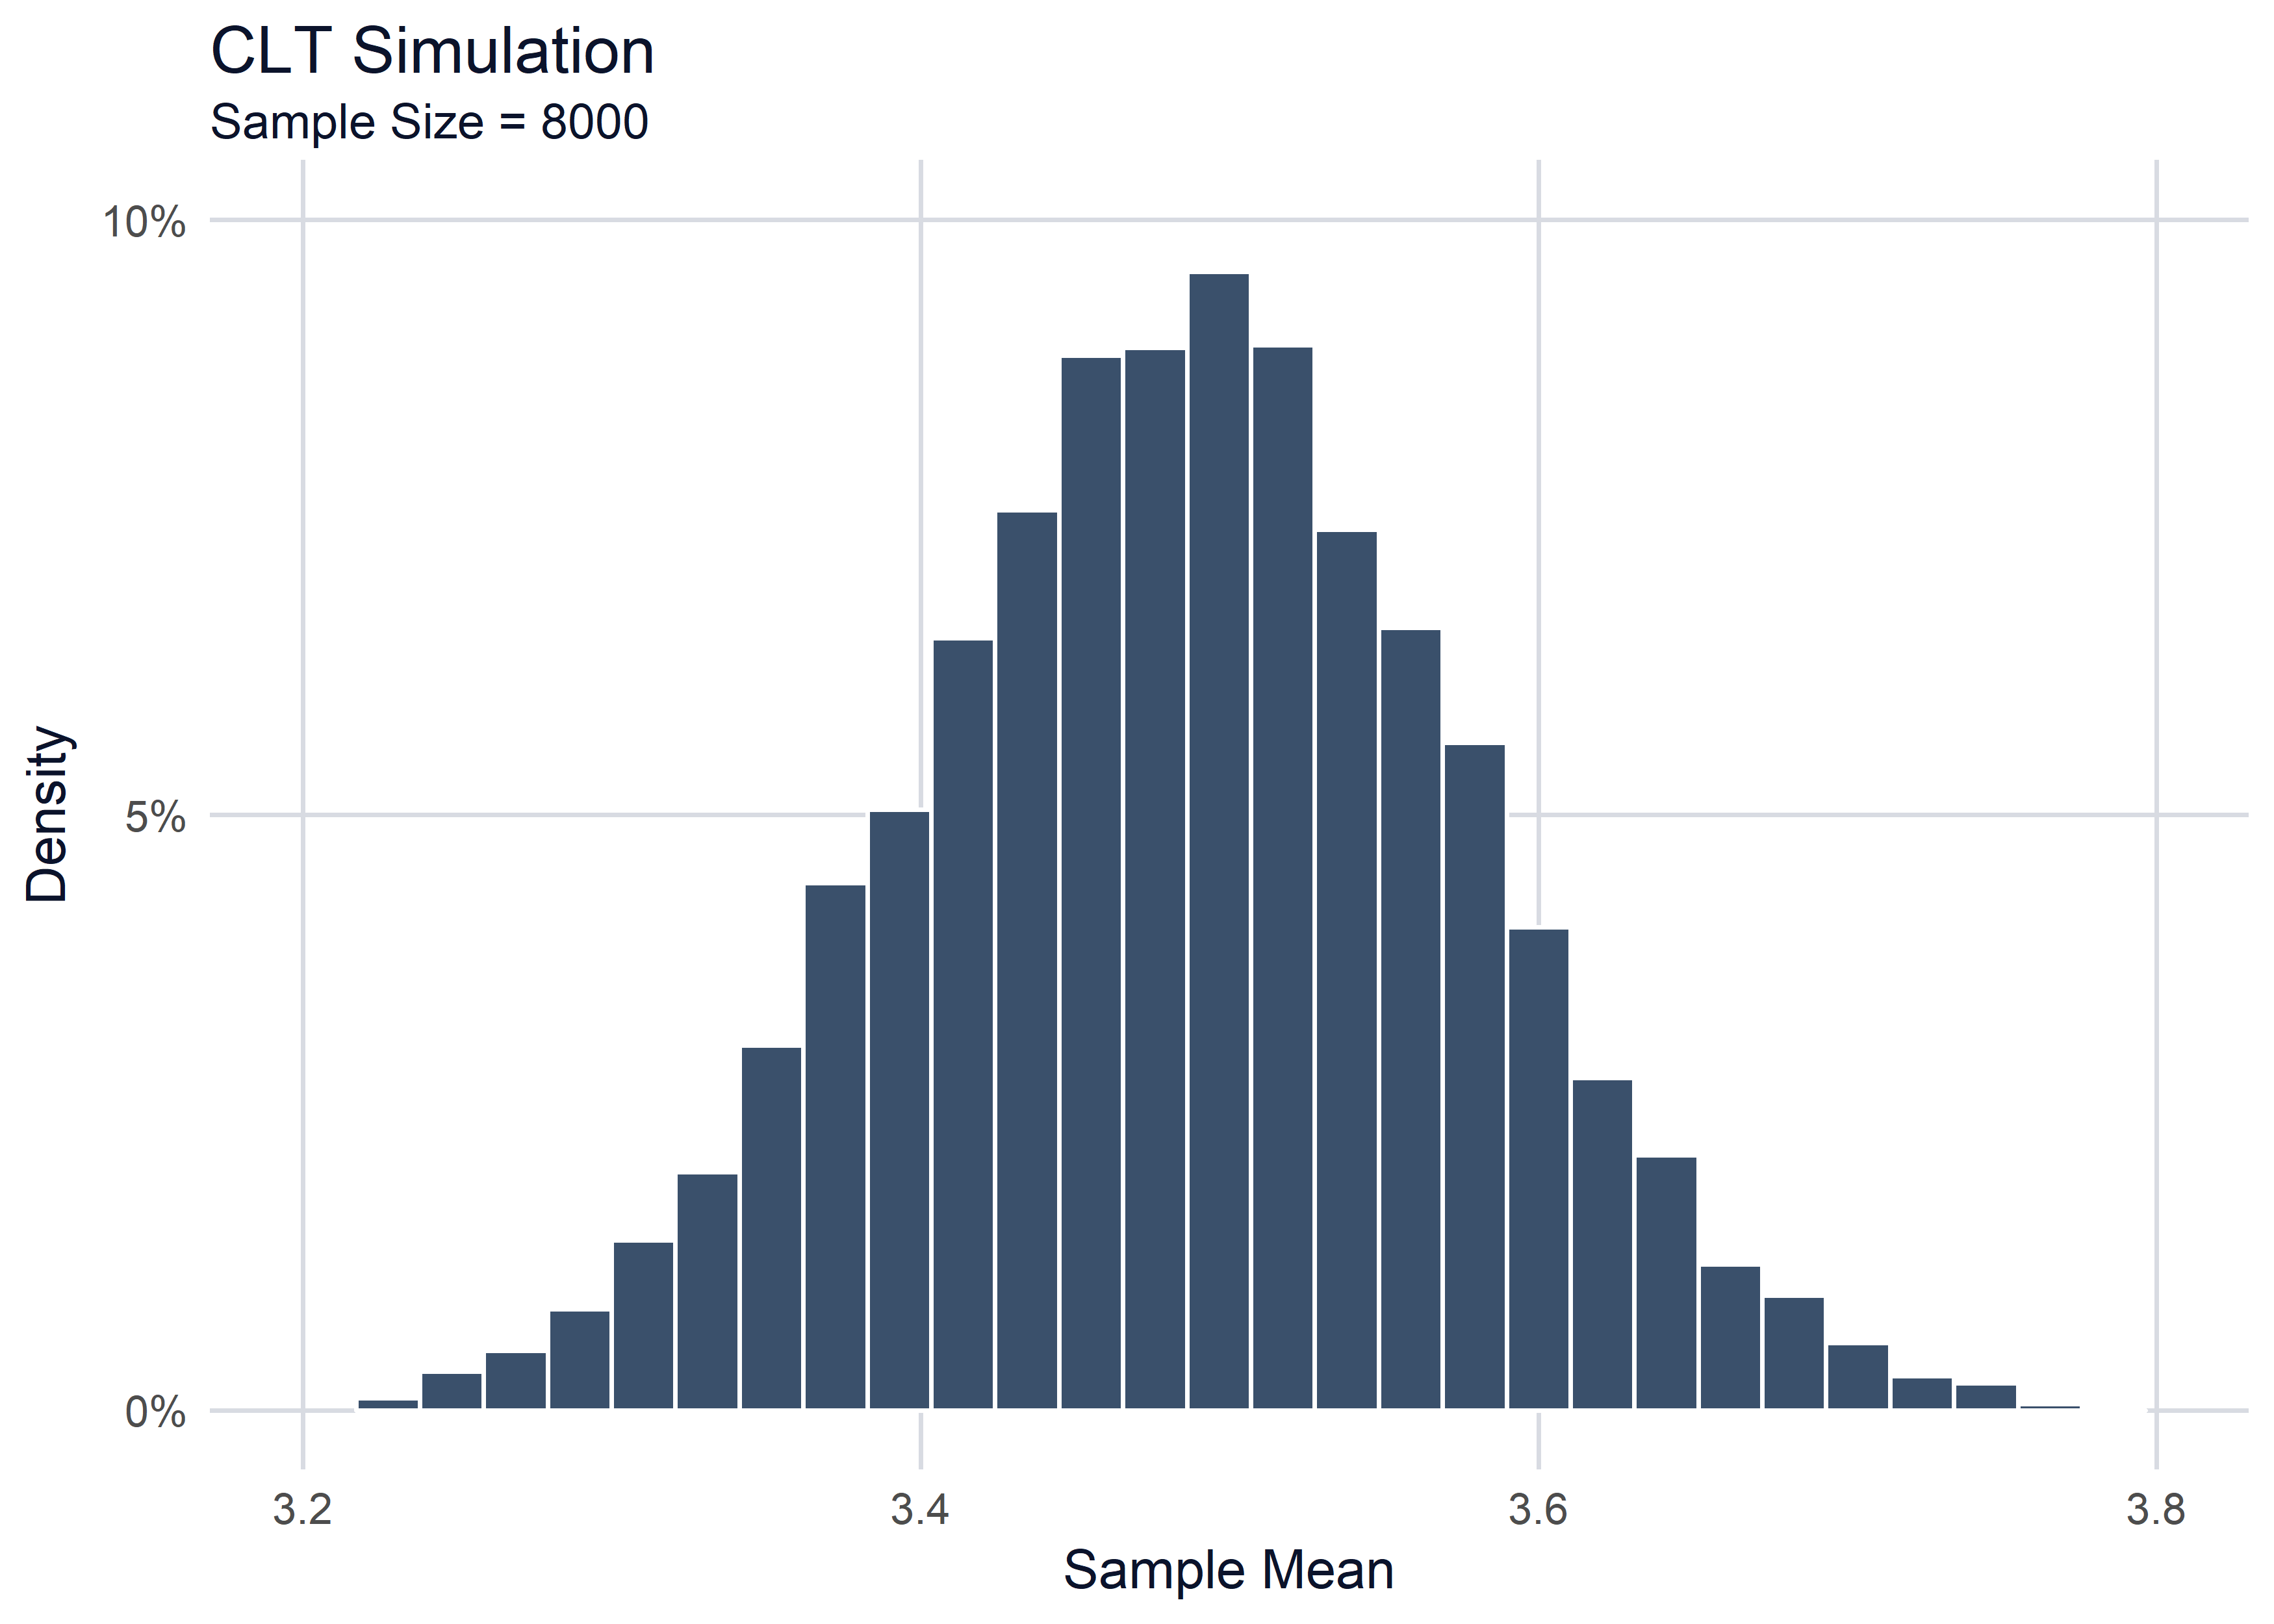 CLT Simulation
Sample Size = 8000
10%
5%
0%
Density
3.2
3.4
3.6
3.8
Sample Mean